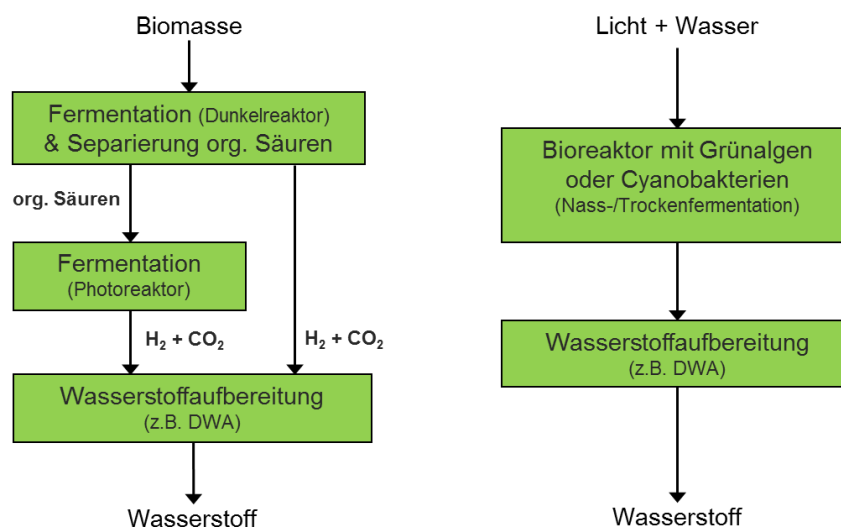 Biomasse
Fermentation (Dunkelreaktor)
& Separierung org. Säuren
org. Säuren
Fermentation
(Photoreaktor)
H₂ + CO₂
H₂ + CO₂
Wasserstoffaufbereitung
(z.B. DWA)
Wasserstoff
Licht + Wasser
Bioreaktor mit Grünalgen
oder Cyanobakterien
(Nass-/Trockenfermentation)
Wasserstoffaufbereitung
(z.B. DWA)
Wasserstoff